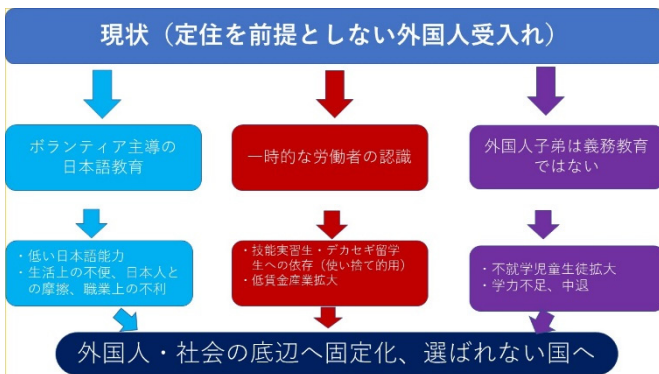 現状（定住を前提としない外国人受入れ）
ボランティア主導の
日本語教育
一時的な労働者の認識
外国人子弟は義務教育
ではない
・低い日本語能力
・生活上の不便、日本人と
の摩擦、職業上の不利
・技能実習生・デカセギ留学
生への依存（使い捨て的用）
・低賃金産業拡大
・不就学児童生徒拡大
・学力不足、中退
外国人・社会の底辺へ固定化、選ばれない国へ